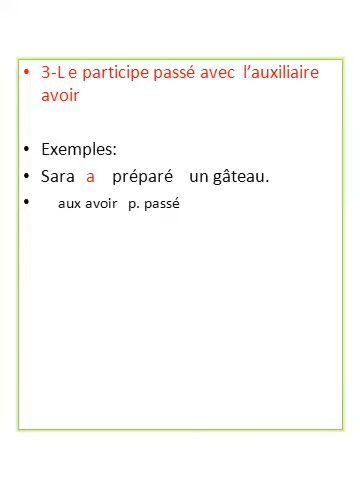 • 3-L e participe passé avec l’auxiliaire
avoir
• Exemples:
• Sara a préparé un gâteau.
• aux avoir p. passé